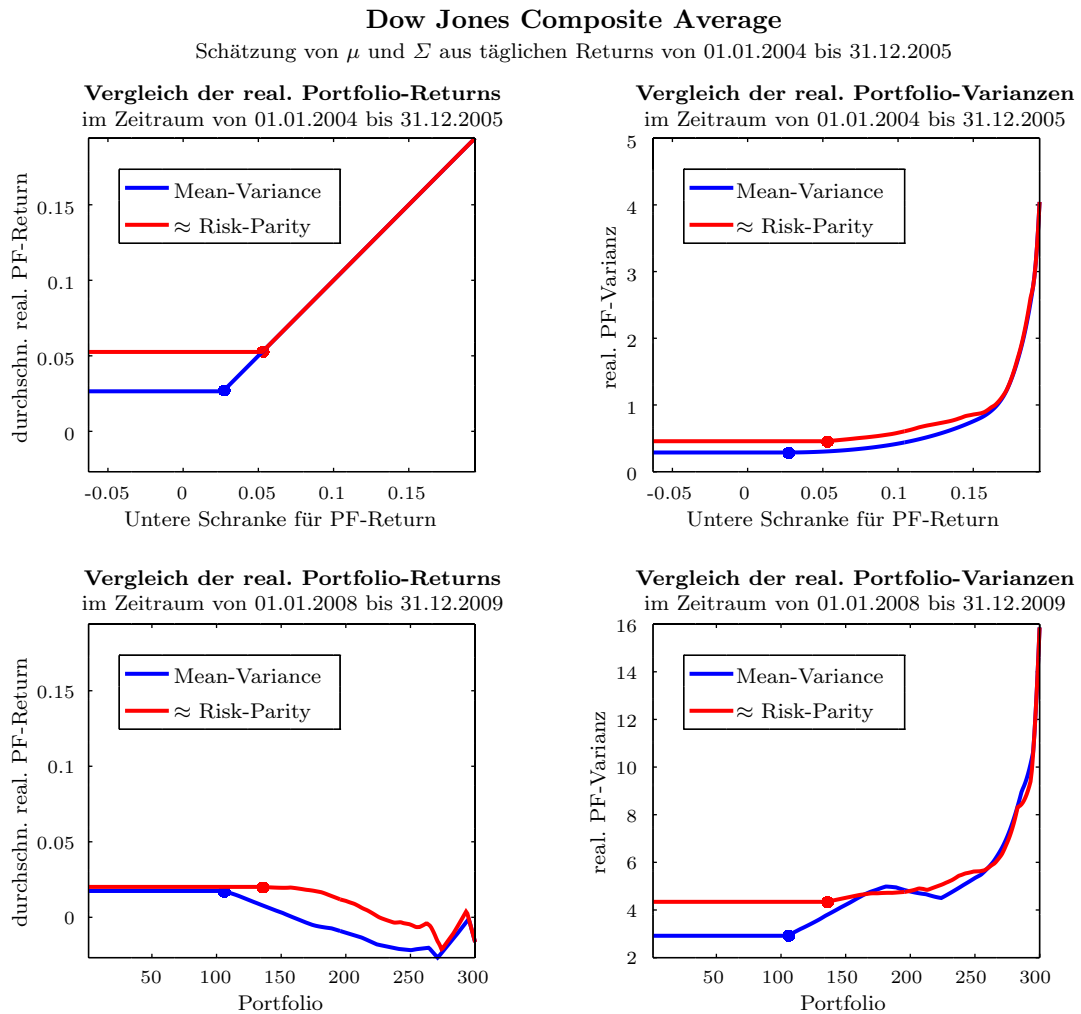 Dow Jones Composite Average
Schätzung von μ und Σ aus täglichen Returns von 01.01.2004 bis 31.12.2005
Vergleich der real. Portfolio-Returns
im Zeitraum von 01.01.2004 bis 31.12.2005
durchschn. real. PF-Return
0.15
0.1
0.05
0
Mean-Variance
≈ Risk-Parity
-0.05 0 0.05 0.1 0.15
Untere Schranke für PF-Return
Vergleich der real. Portfolio-Varianzen
im Zeitraum von 01.01.2004 bis 31.12.2005
real. PF-Varianz
5
4
3
2
1
0
Mean-Variance
≈ Risk-Parity
-0.05 0 0.05 0.1 0.15
Untere Schranke für PF-Return
Vergleich der real. Portfolio-Returns
im Zeitraum von 01.01.2008 bis 31.12.2009
durchschn. real. PF-Return
0.15
0.1
0.05
0
Mean-Variance
≈ Risk-Parity
50 100 150 200 250 300
Portfolio
Vergleich der real. Portfolio-Varianzen
im Zeitraum von 01.01.2008 bis 31.12.2009
real. PF-Varianz
16
14
12
10
8
6
4
2
Mean-Variance
≈ Risk-Parity
50 100 150 200 250 300
Portfolio